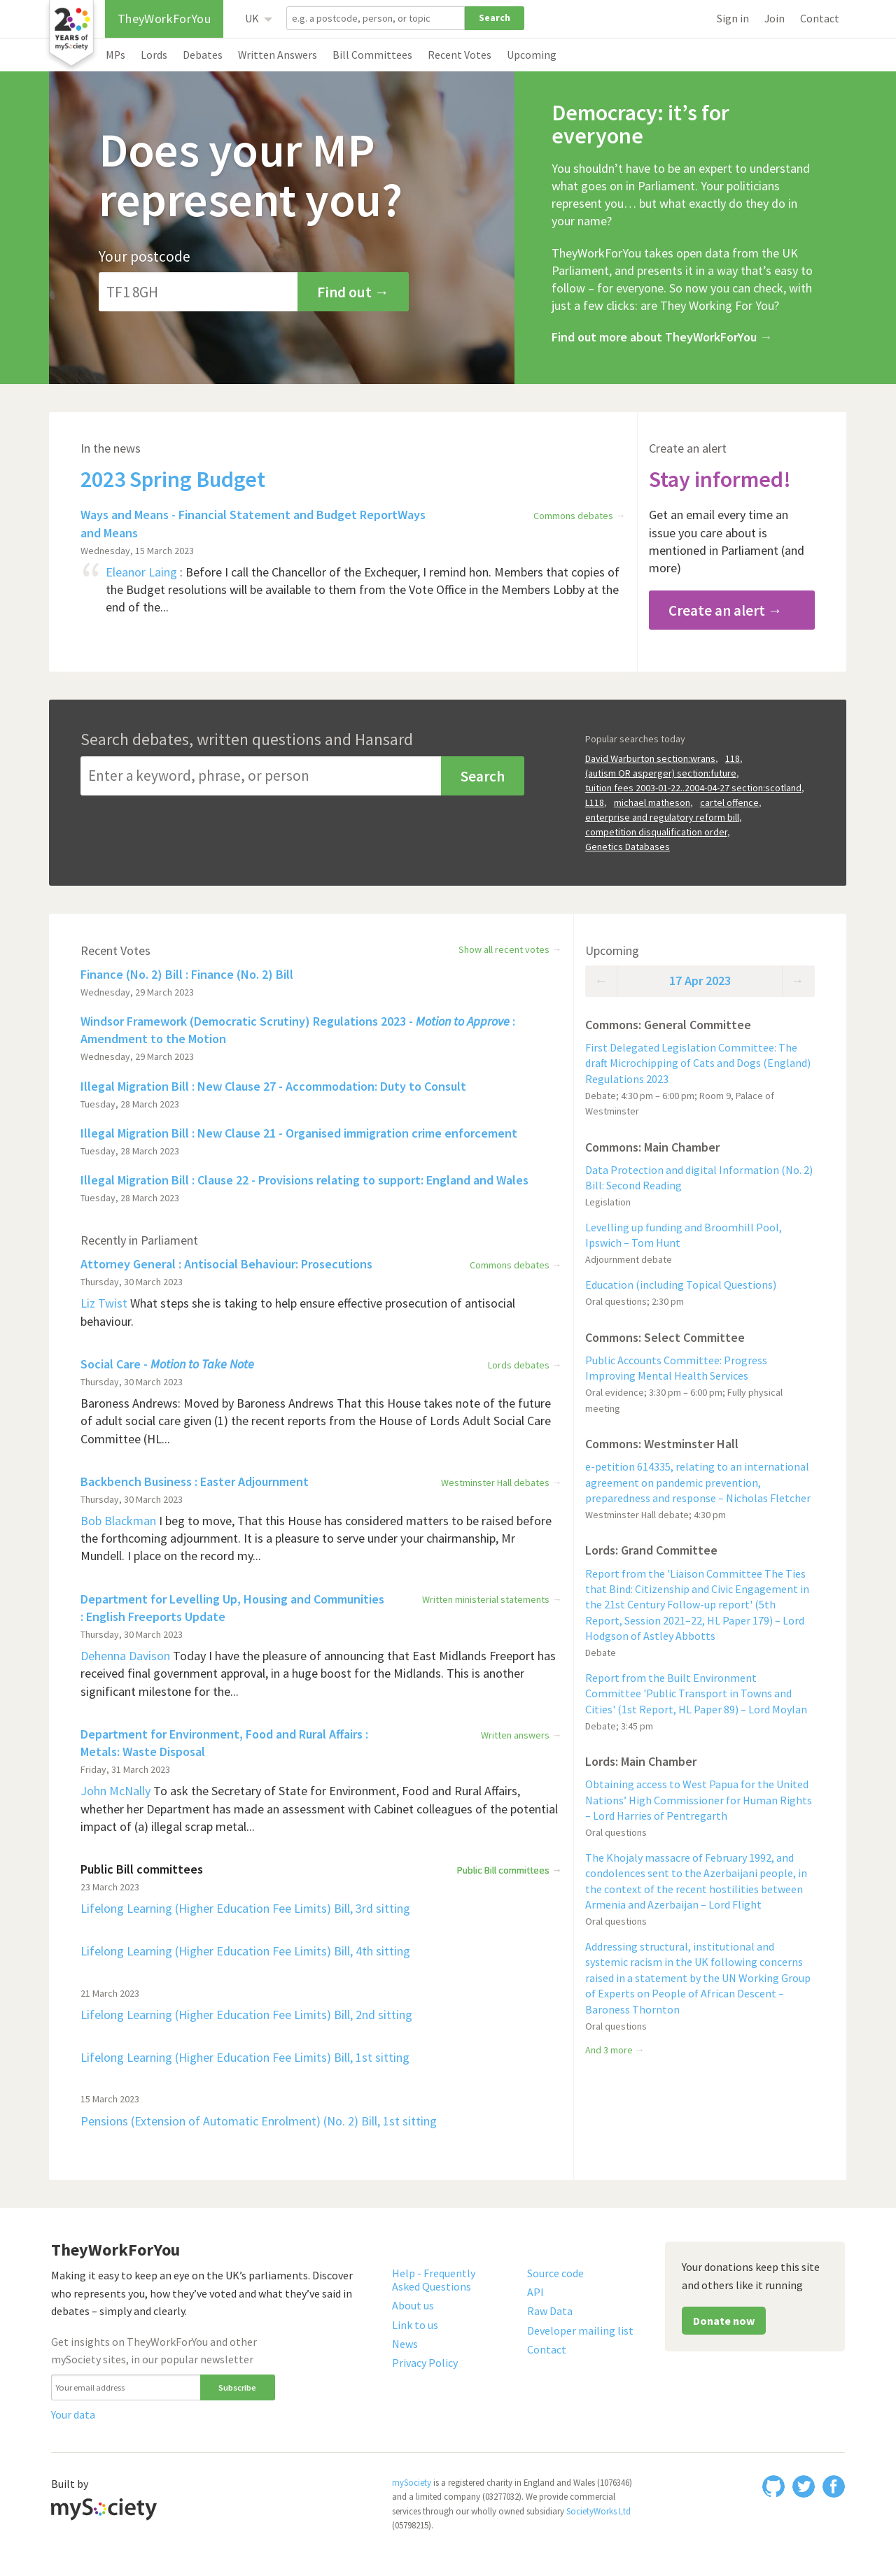 20
YEARS of
mySociety
TheyWorkForYou
UK
e.g. a postcode, person, or topic
Search
Sign in
Join
Contact
MPs
Lords
Debates
Written Answers
Bill Committees
Recent Votes
Upcoming
Does your MP
represent you?
Your postcode
TF1 8GH
Find out →
Democracy: it’s for
everyone
You shouldn’t have to be an expert to understand
what goes on in Parliament. Your politicians
represent you… but what exactly do they do in
your name?
TheyWorkForYou takes open data from the UK
Parliament, and presents it in a way that’s easy to
follow – for everyone. So now you can check, with
just a few clicks: are They Working For You?
Find out more about TheyWorkForYou →
In the news
2023 Spring Budget
Ways and Means - Financial Statement and Budget ReportWays
and Means
Commons debates →
Wednesday, 15 March 2023
“
Eleanor Laing : Before I call the Chancellor of the Exchequer, I remind hon. Members that copies of
the Budget resolutions will be available to them from the Vote Office in the Members Lobby at the
end of the...
Create an alert
Stay informed!
Get an email every time an
issue you care about is
mentioned in Parliament (and
more)
Create an alert →
Search debates, written questions and Hansard
Enter a keyword, phrase, or person
Search
Popular searches today
David Warburton section:wrans, 118,
(autism OR asperger) section:future,
tuition fees 2003-01-22..2004-04-27 section:scotland,
L118, michael matheson, cartel offence,
enterprise and regulatory reform bill,
competition disqualification order,
Genetics Databases
Recent Votes
Show all recent votes →
Finance (No. 2) Bill : Finance (No. 2) Bill
Wednesday, 29 March 2023
Windsor Framework (Democratic Scrutiny) Regulations 2023 - Motion to Approve :
Amendment to the Motion
Wednesday, 29 March 2023
Illegal Migration Bill : New Clause 27 - Accommodation: Duty to Consult
Tuesday, 28 March 2023
Illegal Migration Bill : New Clause 21 - Organised immigration crime enforcement
Tuesday, 28 March 2023
Illegal Migration Bill : Clause 22 - Provisions relating to support: England and Wales
Tuesday, 28 March 2023
Recently in Parliament
Attorney General : Antisocial Behaviour: Prosecutions
Commons debates →
Thursday, 30 March 2023
Liz Twist What steps she is taking to help ensure effective prosecution of antisocial
behaviour.
Social Care - Motion to Take Note
Lords debates →
Thursday, 30 March 2023
Baroness Andrews: Moved by Baroness Andrews That this House takes note of the future
of adult social care given (1) the recent reports from the House of Lords Adult Social Care
Committee (HL...
Backbench Business : Easter Adjournment
Westminster Hall debates →
Thursday, 30 March 2023
Bob Blackman I beg to move, That this House has considered matters to be raised before
the forthcoming adjournment. It is a pleasure to serve under your chairmanship, Mr
Mundell. I place on the record my...
Department for Levelling Up, Housing and Communities
: English Freeports Update
Written ministerial statements →
Thursday, 30 March 2023
Dehenna Davison Today I have the pleasure of announcing that East Midlands Freeport has
received final government approval, in a huge boost for the Midlands. This is another
significant milestone for the...
Department for Environment, Food and Rural Affairs :
Metals: Waste Disposal
Written answers →
Friday, 31 March 2023
John McNally To ask the Secretary of State for Environment, Food and Rural Affairs,
whether her Department has made an assessment with Cabinet colleagues of the potential
impact of (a) illegal scrap metal...
Public Bill committees
Public Bill committees →
23 March 2023
Lifelong Learning (Higher Education Fee Limits) Bill, 3rd sitting
Lifelong Learning (Higher Education Fee Limits) Bill, 4th sitting
21 March 2023
Lifelong Learning (Higher Education Fee Limits) Bill, 2nd sitting
Lifelong Learning (Higher Education Fee Limits) Bill, 1st sitting
15 March 2023
Pensions (Extension of Automatic Enrolment) (No. 2) Bill, 1st sitting
Upcoming
← 17 Apr 2023 →
Commons: General Committee
First Delegated Legislation Committee: The
draft Microchipping of Cats and Dogs (England)
Regulations 2023
Debate; 4:30 pm – 6:00 pm; Room 9, Palace of
Westminster
Commons: Main Chamber
Data Protection and digital Information (No. 2)
Bill: Second Reading
Legislation
Levelling up funding and Broomhill Pool,
Ipswich – Tom Hunt
Adjournment debate
Education (including Topical Questions)
Oral questions; 2:30 pm
Commons: Select Committee
Public Accounts Committee: Progress
Improving Mental Health Services
Oral evidence; 3:30 pm – 6:00 pm; Fully physical
meeting
Commons: Westminster Hall
e-petition 614335, relating to an international
agreement on pandemic prevention,
preparedness and response – Nicholas Fletcher
Westminster Hall debate; 4:30 pm
Lords: Grand Committee
Report from the 'Liaison Committee The Ties
that Bind: Citizenship and Civic Engagement in
the 21st Century Follow-up report' (5th
Report, Session 2021–22, HL Paper 179) – Lord
Hodgson of Astley Abbotts
Debate
Report from the Built Environment
Committee 'Public Transport in Towns and
Cities' (1st Report, HL Paper 89) – Lord Moylan
Debate; 3:45 pm
Lords: Main Chamber
Obtaining access to West Papua for the United
Nations’ High Commissioner for Human Rights
– Lord Harries of Pentregarth
Oral questions
The Khojaly massacre of February 1992, and
condolences sent to the Azerbaijani people, in
the context of the recent hostilities between
Armenia and Azerbaijan – Lord Flight
Oral questions
Addressing structural, institutional and
systemic racism in the UK following concerns
raised in a statement by the UN Working Group
of Experts on People of African Descent –
Baroness Thornton
Oral questions
And 3 more →
TheyWorkForYou
Making it easy to keep an eye on the UK’s parliaments. Discover
who represents you, how they’ve voted and what they’ve said in
debates – simply and clearly.
Get insights on TheyWorkForYou and other
mySociety sites, in our popular newsletter
Your email address
Subscribe
Your data
Help - Frequently
Asked Questions
About us
Link to us
News
Privacy Policy
Source code
API
Raw Data
Developer mailing list
Contact
Your donations keep this site
and others like it running
Donate now
Built by
mySociety
mySociety is a registered charity in England and Wales (1076346)
and a limited company (03277032). We provide commercial
services through our wholly owned subsidiary SocietyWorks Ltd
(05798215).